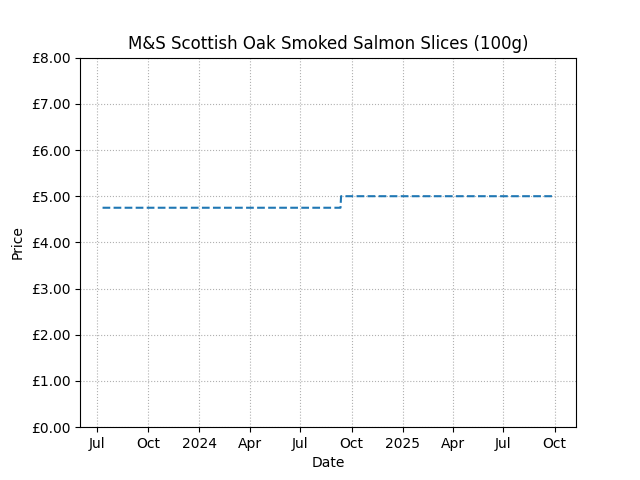 M&S Scottish Oak Smoked Salmon Slices (100g)
£8.00
£7.00
£6.00
£5.00
£4.00
£3.00
£2.00
£1.00
£0.00
Price
Jul Oct 2024 Apr Jul Oct 2025 Apr Jul Oct
Date